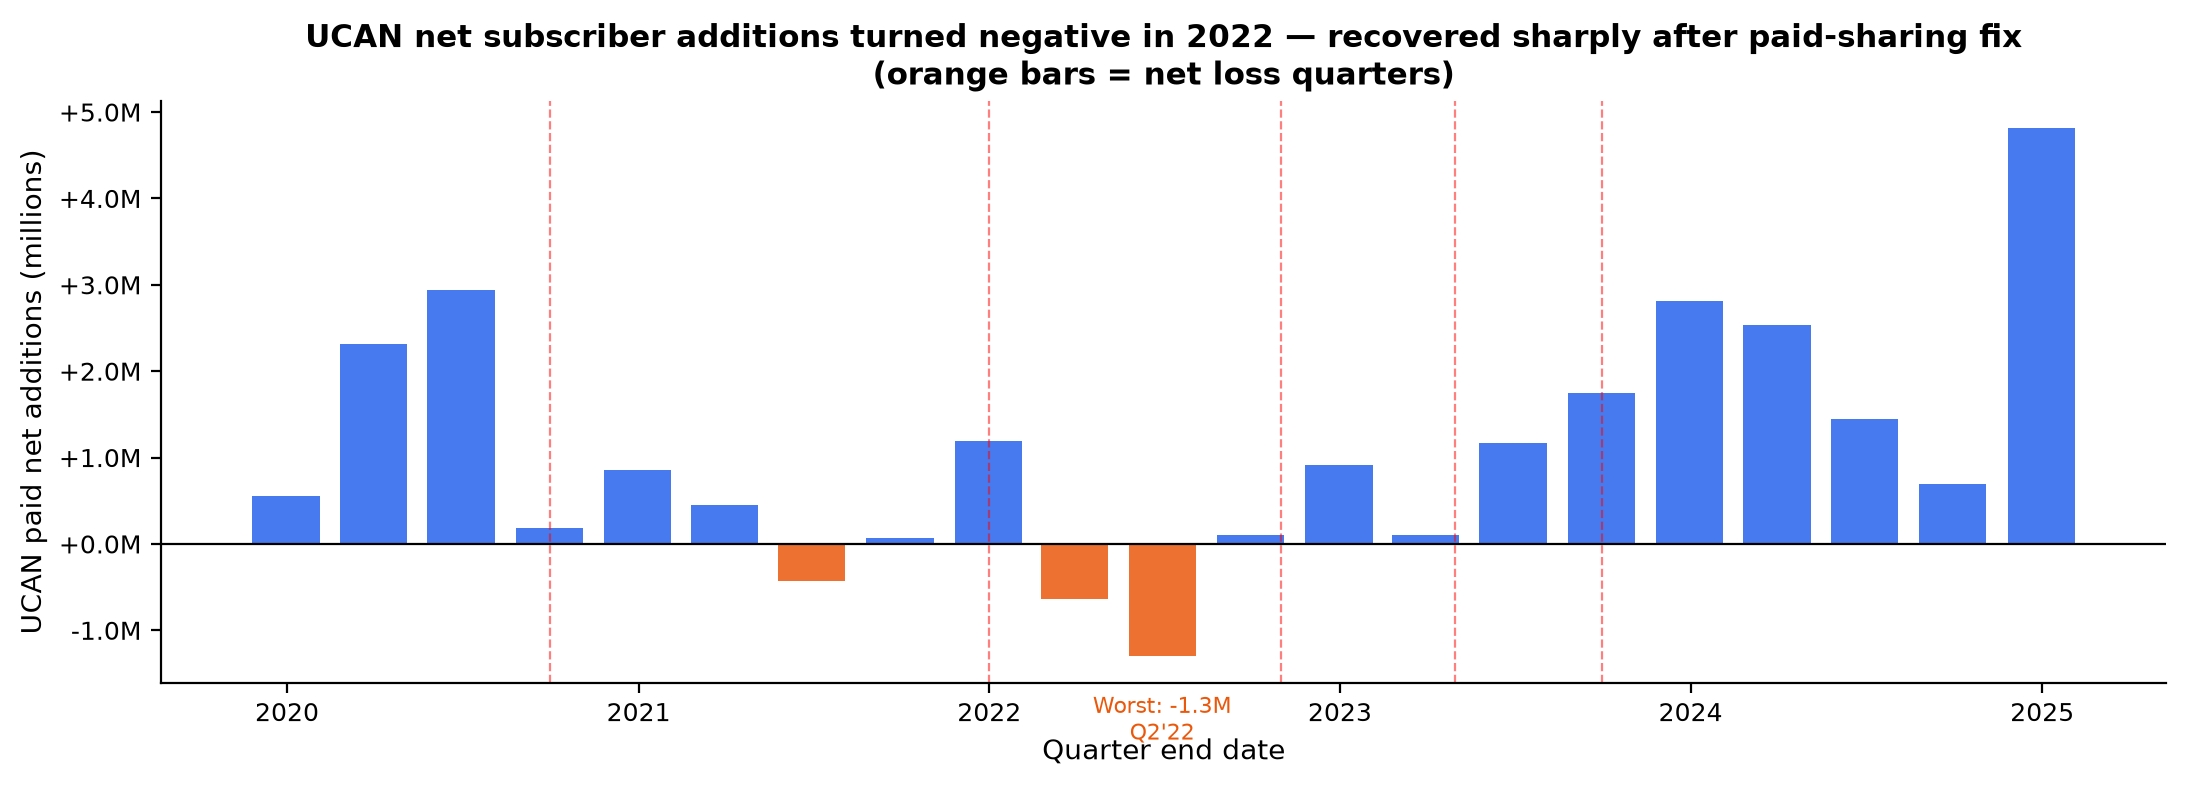 UCAN net subscriber additions turned negative in 2022 — recovered sharply after paid-sharing fix
(orange bars = net loss quarters)
UCAN paid net additions (millions)
+5.0M
+4.0M
+3.0M
+2.0M
+1.0M
+0.0M
-1.0M
2020
2021
2022
2023
2024
2025
Worst: -1.3M
Q2'22
Quarter end date